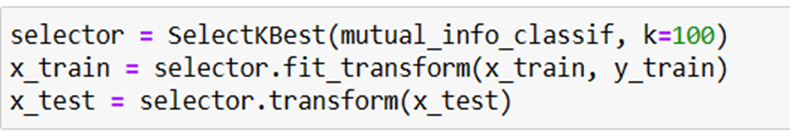 selector = SelectKBest(mutual_info_classif, k=100)
x_train = selector.fit_transform(x_train, y_train)
x_test = selector.transform(x_test)